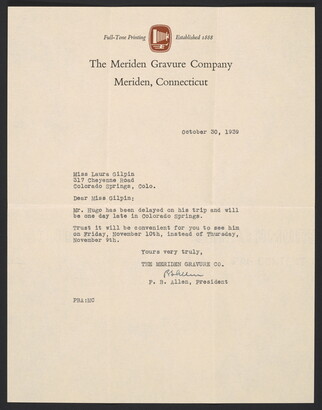 Full-Tone Printing Established 1888
The Meriden Gravure Company
Meriden, Connecticut
October 30, 1939
Miss Laura Gilpin
317 Cheyenne Road
Colorado Springs, Colo.
Dear Miss Gilpin:
Mr. Hugo has been delayed on his trip and will
be one day late in Colorado Springs.
Trust it will be convenient for you to see him
on Friday, November 10th, instead of Thursday,
November 9th.
Yours very truly,
THE MERIDEN GRAVURE CO.
P. B. Allen, President